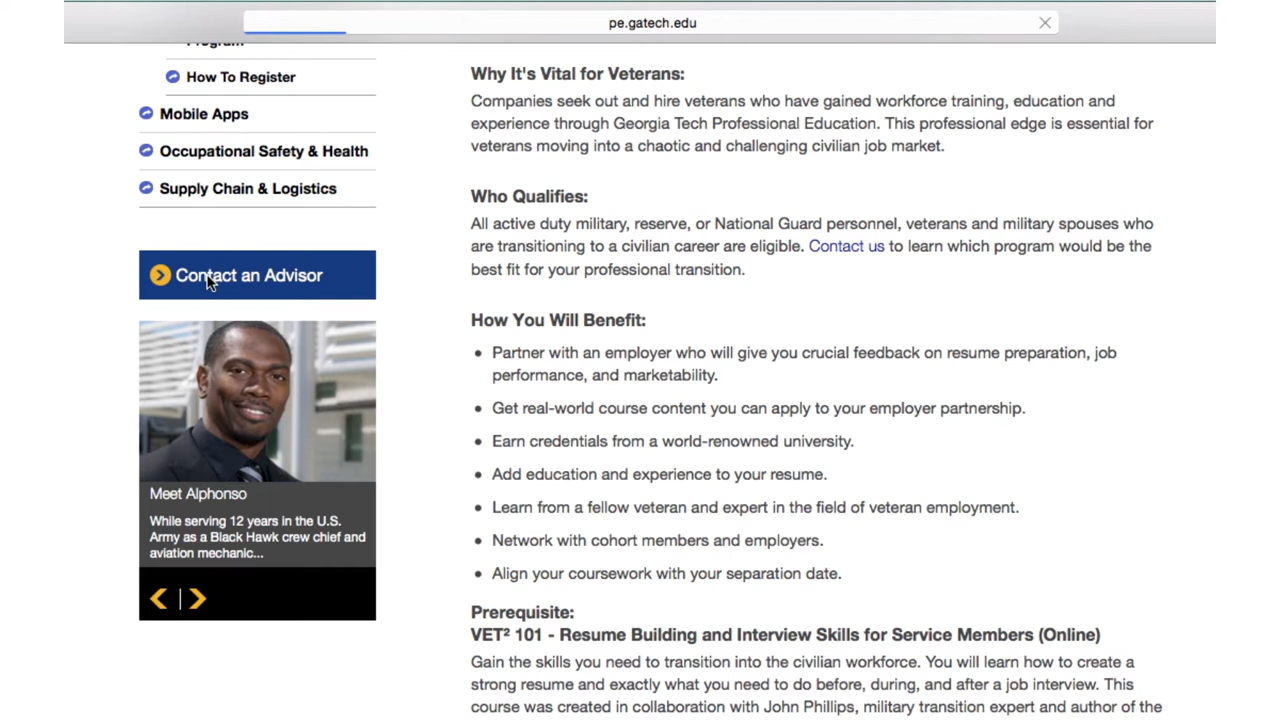 pe.gatech.edu
Program
How To Register
Mobile Apps
Occupational Safety & Health
Supply Chain & Logistics
Contact an Advisor
Meet Alphonso
While serving 12 years in the U.S.
Army as a Black Hawk crew chief and
aviation mechanic...
Why It's Vital for Veterans:
Companies seek out and hire veterans who have gained workforce training, education and
experience through Georgia Tech Professional Education. This professional edge is essential for
veterans moving into a chaotic and challenging civilian job market.
Who Qualifies:
All active duty military, reserve, or National Guard personnel, veterans and military spouses who
are transitioning to a civilian career are eligible. Contact us to learn which program would be the
best fit for your professional transition.
How You Will Benefit:
• Partner with an employer who will give you crucial feedback on resume preparation, job
performance, and marketability.
• Get real-world course content you can apply to your employer partnership.
• Earn credentials from a world-renowned university.
• Add education and experience to your resume.
• Learn from a fellow veteran and expert in the field of veteran employment.
• Network with cohort members and employers.
• Align your coursework with your separation date.
Prerequisite:
VET² 101 - Resume Building and Interview Skills for Service Members (Online)
Gain the skills you need to transition into the civilian workforce. You will learn how to create a
strong resume and exactly what you need to do before, during, and after a job interview. This
course was created in collaboration with John Phillips, military transition expert and author of the